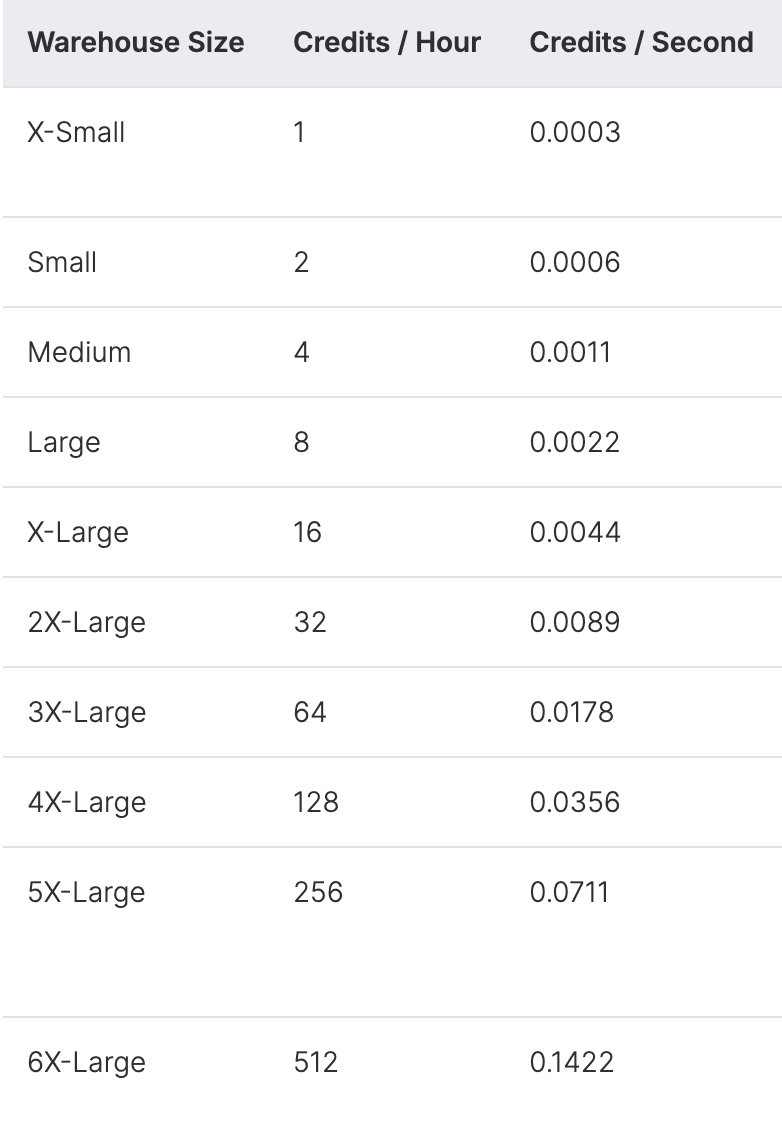 Warehouse Size Credits / Hour Credits / Second
X-Small 1 0.0003
Small 2 0.0006
Medium 4 0.0011
Large 8 0.0022
X-Large 16 0.0044
2X-Large 32 0.0089
3X-Large 64 0.0178
4X-Large 128 0.0356
5X-Large 256 0.0711
6X-Large 512 0.1422